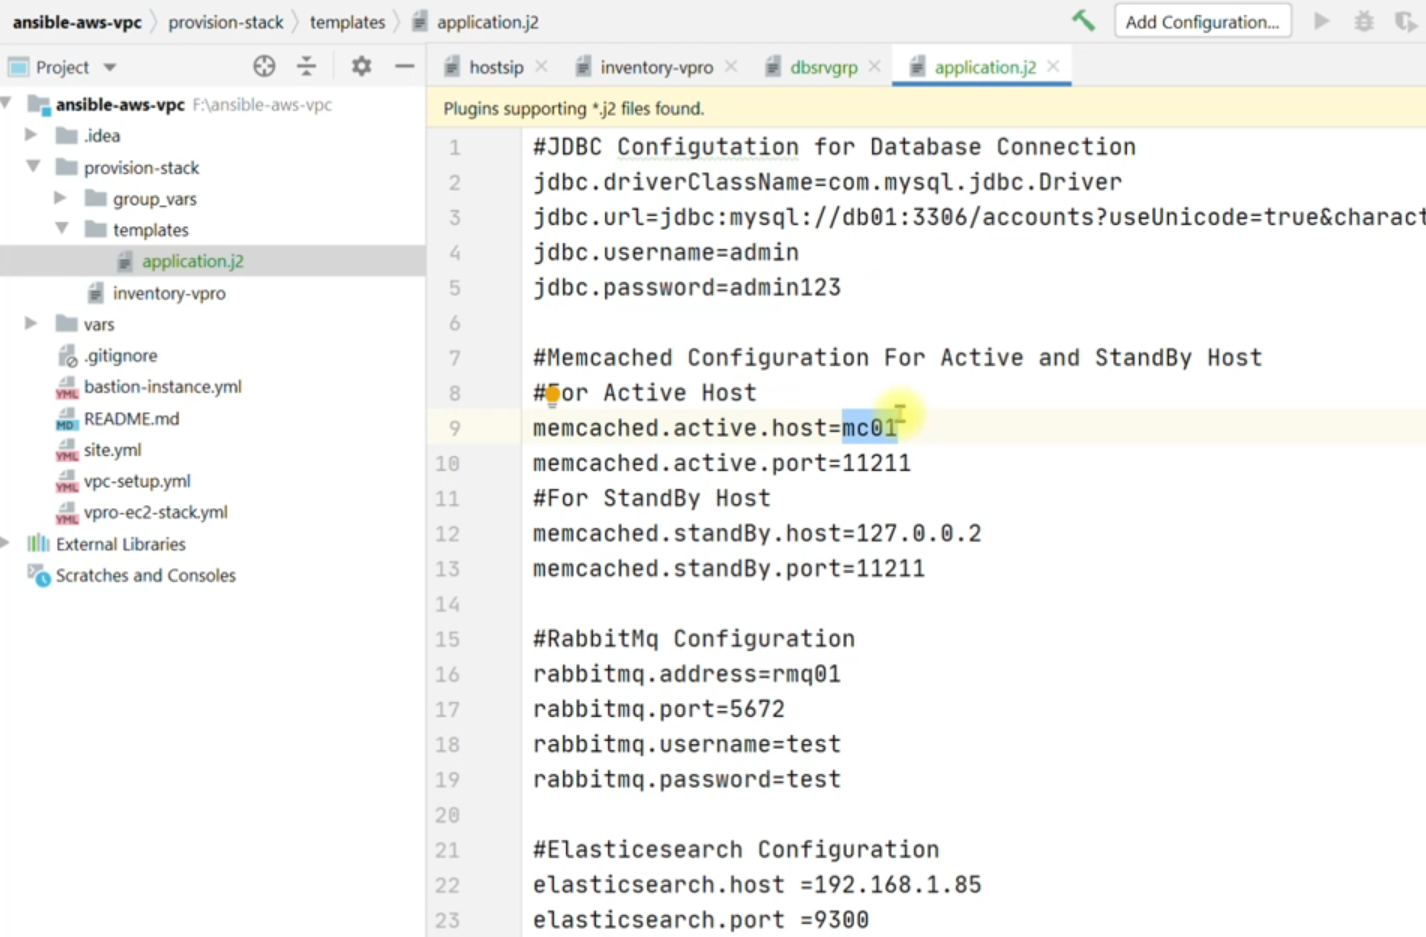 ansible-aws-vpc provision-stack templates application.j2 Add Configuration...
Project
hostsip inventory-vpro dbsrvgrp application.j2
Plugins supporting *.j2 files found.
ansible-aws-vpc F:\ansible-aws-vpc
.idea
provision-stack
group_vars
templates
application.j2
inventory-vpro
vars
.gitignore
YML bastion-instance.yml
MD README.md
YML site.yml
YML vpc-setup.yml
YML vpro-ec2-stack.yml
External Libraries
Scratches and Consoles
1 #JDBC Configutation for Database Connection
2 jdbc.driverClassName=com.mysql.jdbc.Driver
3 jdbc.url=jdbc:mysql://db01:3306/accounts?useUnicode=true&charact
4 jdbc.username=admin
5 jdbc.password=admin123
6
7 #Memcached Configuration For Active and StandBy Host
8 #For Active Host
9 memcached.active.host=mc01
10 memcached.active.port=11211
11 #For StandBy Host
12 memcached.standBy.host=127.0.0.2
13 memcached.standBy.port=11211
14
15 #RabbitMq Configuration
16 rabbitmq.address=rmq01
17 rabbitmq.port=5672
18 rabbitmq.username=test
19 rabbitmq.password=test
20
21 #Elasticesearch Configuration
22 elasticsearch.host =192.168.1.85
23 elasticsearch.port =9300